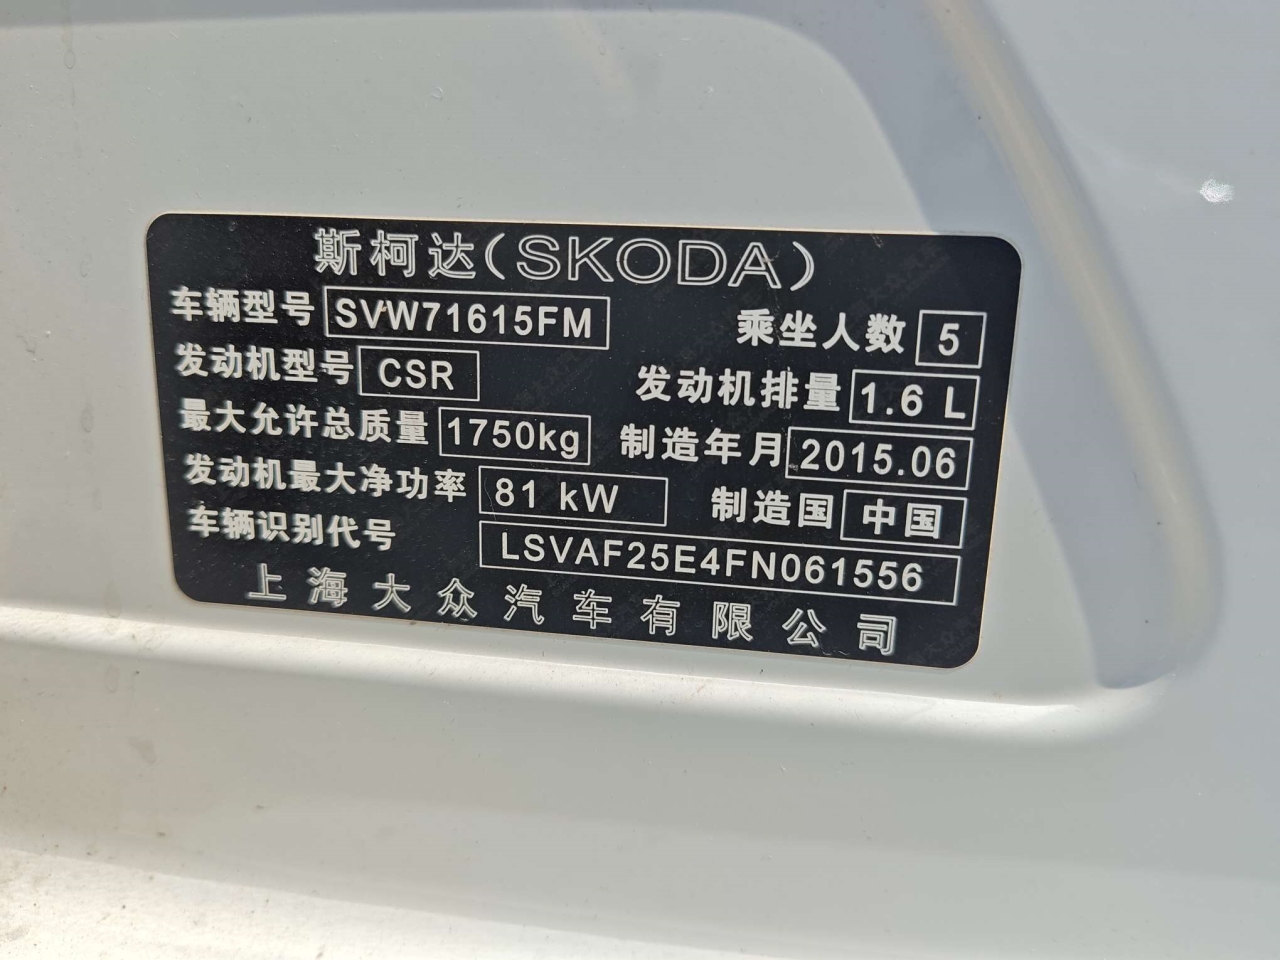 斯柯达(SKODA)
车辆型号 SVW71615FM 乘坐人数 5
发动机型号 CSR 发动机排量 1.6 L
最大允许总质量 1750kg 制造年月 2015.06
发动机最大净功率 81 kW 制造国 中国
车辆识别代号 LSVAF25E4FN061556
上海大众汽车有限公司